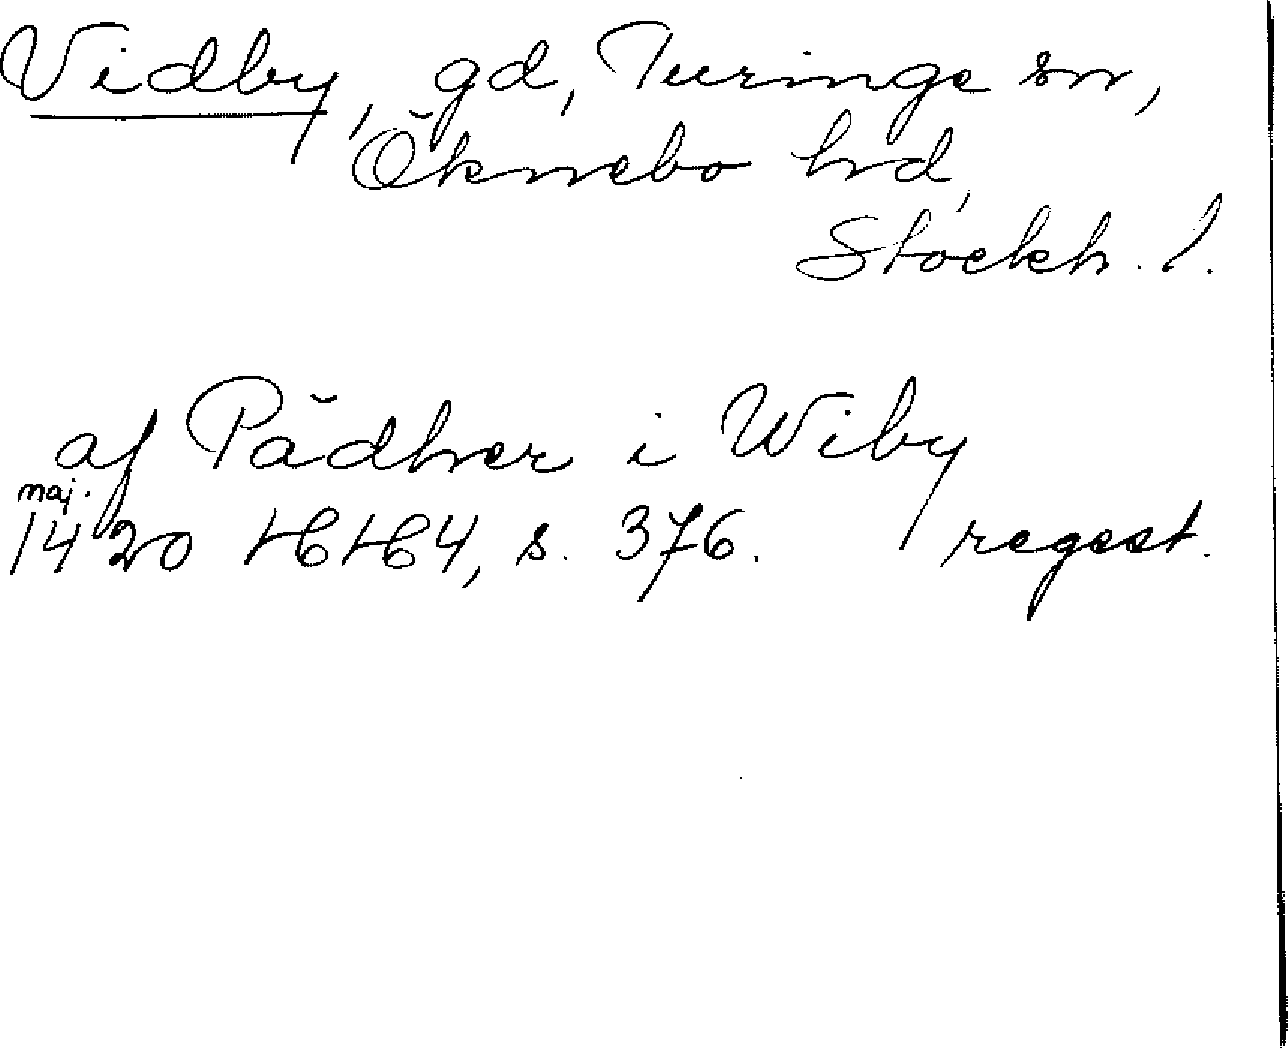 Vidby, gd, Turinge sn,
Öknebo hd,
Stockh. l.
af Pädher i Wiby
maj.
1420 HH4, s. 376. regest.